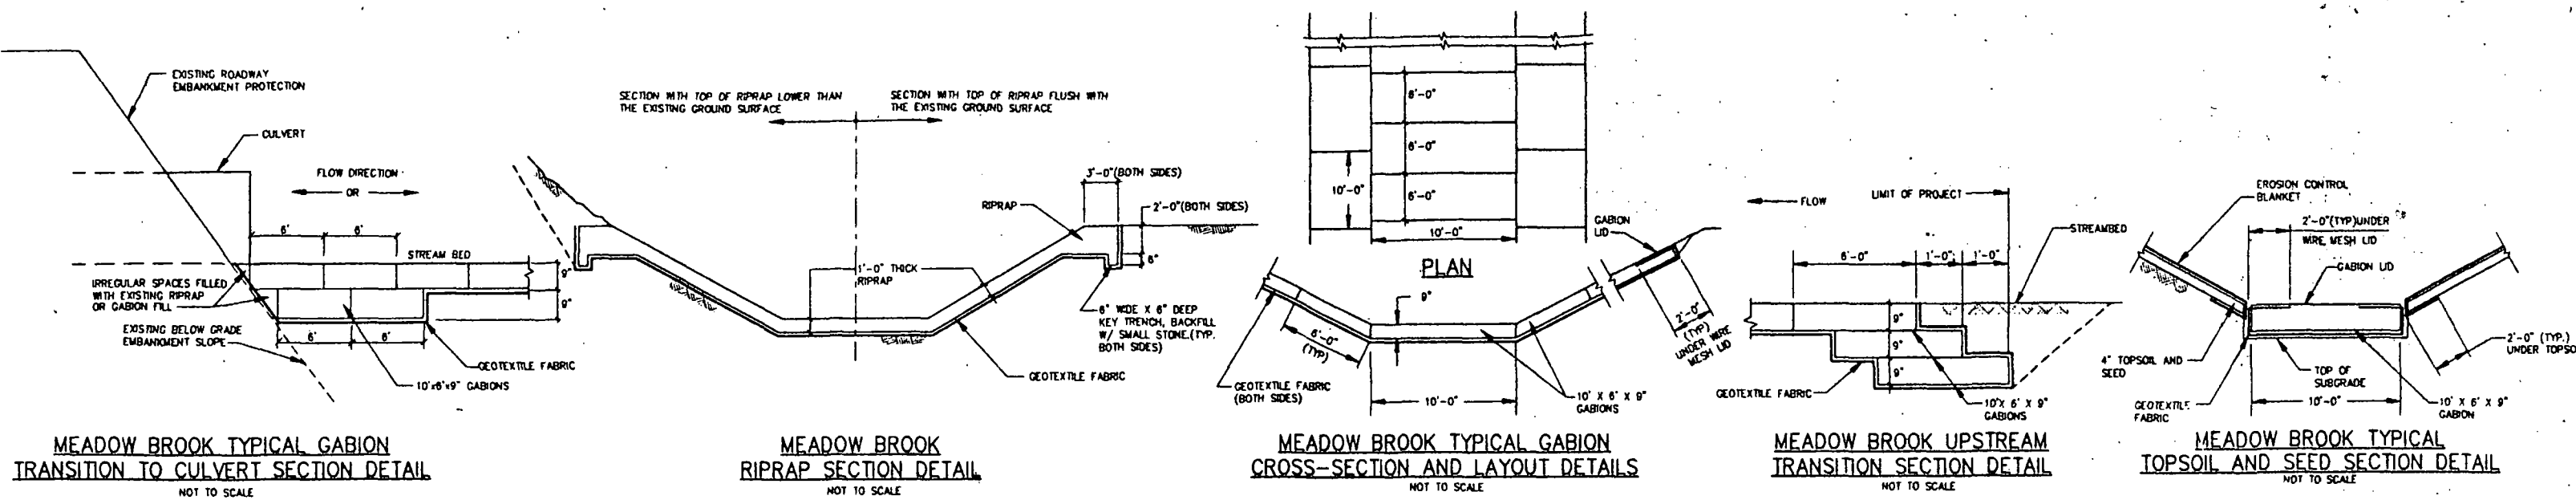 EXISTING ROADWAY
EMBANKMENT PROTECTION
CULVERT
FLOW DIRECTION
OR
6'
6'
STREAM BED
9"
9"
IRREGULAR SPACES FILLED
WITH EXISTING RIPRAP
OR GABION FILL
EXISTING BELOW GRADE
EMBANKMENT SLOPE
6'
6'
GEOTEXTILE FABRIC
10'x6'x9" GABIONS
MEADOW BROOK TYPICAL GABION
TRANSITION TO CULVERT SECTION DETAIL
NOT TO SCALE
SECTION WITH TOP OF RIPRAP LOWER THAN
THE EXISTING GROUND SURFACE
SECTION WITH TOP OF RIPRAP FLUSH WITH
THE EXISTING GROUND SURFACE
3'-0"(BOTH SIDES)
RIPRAP
2'-0"(BOTH SIDES)
6"
1'-0" THICK
RIPRAP
6" WIDE X 6" DEEP
KEY TRENCH, BACKFILL
W/ SMALL STONE.(TYP.
BOTH SIDES)
GEOTEXTILE FABRIC
MEADOW BROOK
RIPRAP SECTION DETAIL
NOT TO SCALE
6'-0"
6'-0"
10'-0"
6'-0"
10'-0"
PLAN
GABION
LID
9"
6'-0"
(TYP)
2'-0"
(TYP)
UNDER WIRE
MESH LID
GEOTEXTILE FABRIC
(BOTH SIDES)
10'-0"
10' X 6' X 9"
GABIONS
MEADOW BROOK TYPICAL GABION
CROSS-SECTION AND LAYOUT DETAILS
NOT TO SCALE
FLOW
LIMIT OF PROJECT
STREAMBED
6'-0"
1'-0"
1'-0"
9"
9"
9"
GEOTEXTILE FABRIC
10'X 6' X 9"
GABIONS
MEADOW BROOK UPSTREAM
TRANSITION SECTION DETAIL
NOT TO SCALE
EROSION CONTROL
BLANKET
2'-0"(TYP)UNDER
WIRE MESH LID
GABION LID
4" TOPSOIL AND
SEED
TOP OF
SUBGRADE
2'-0" (TYP.)
UNDER TOPSO
GEOTEXTILE
FABRIC
10'-0"
10' X 6' X 9"
GABION
MEADOW BROOK TYPICAL
TOPSOIL AND SEED SECTION DETAIL
NOT TO SCALE